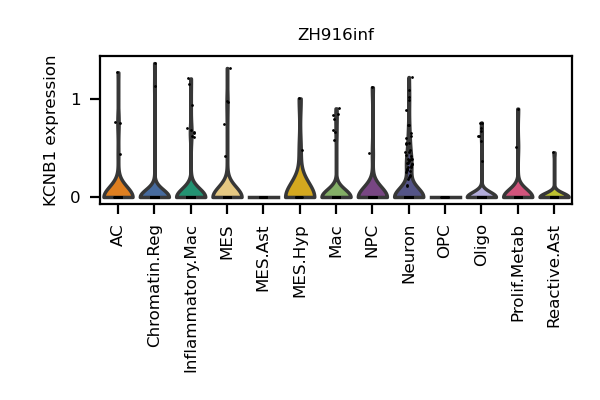 ZH916inf
KCNB1 expression
1
0
AC
Chromatin.Reg
Inflammatory.Mac
MES
MES.Ast
MES.Hyp
Mac
NPC
Neuron
OPC
Oligo
Prolif.Metab
Reactive.Ast